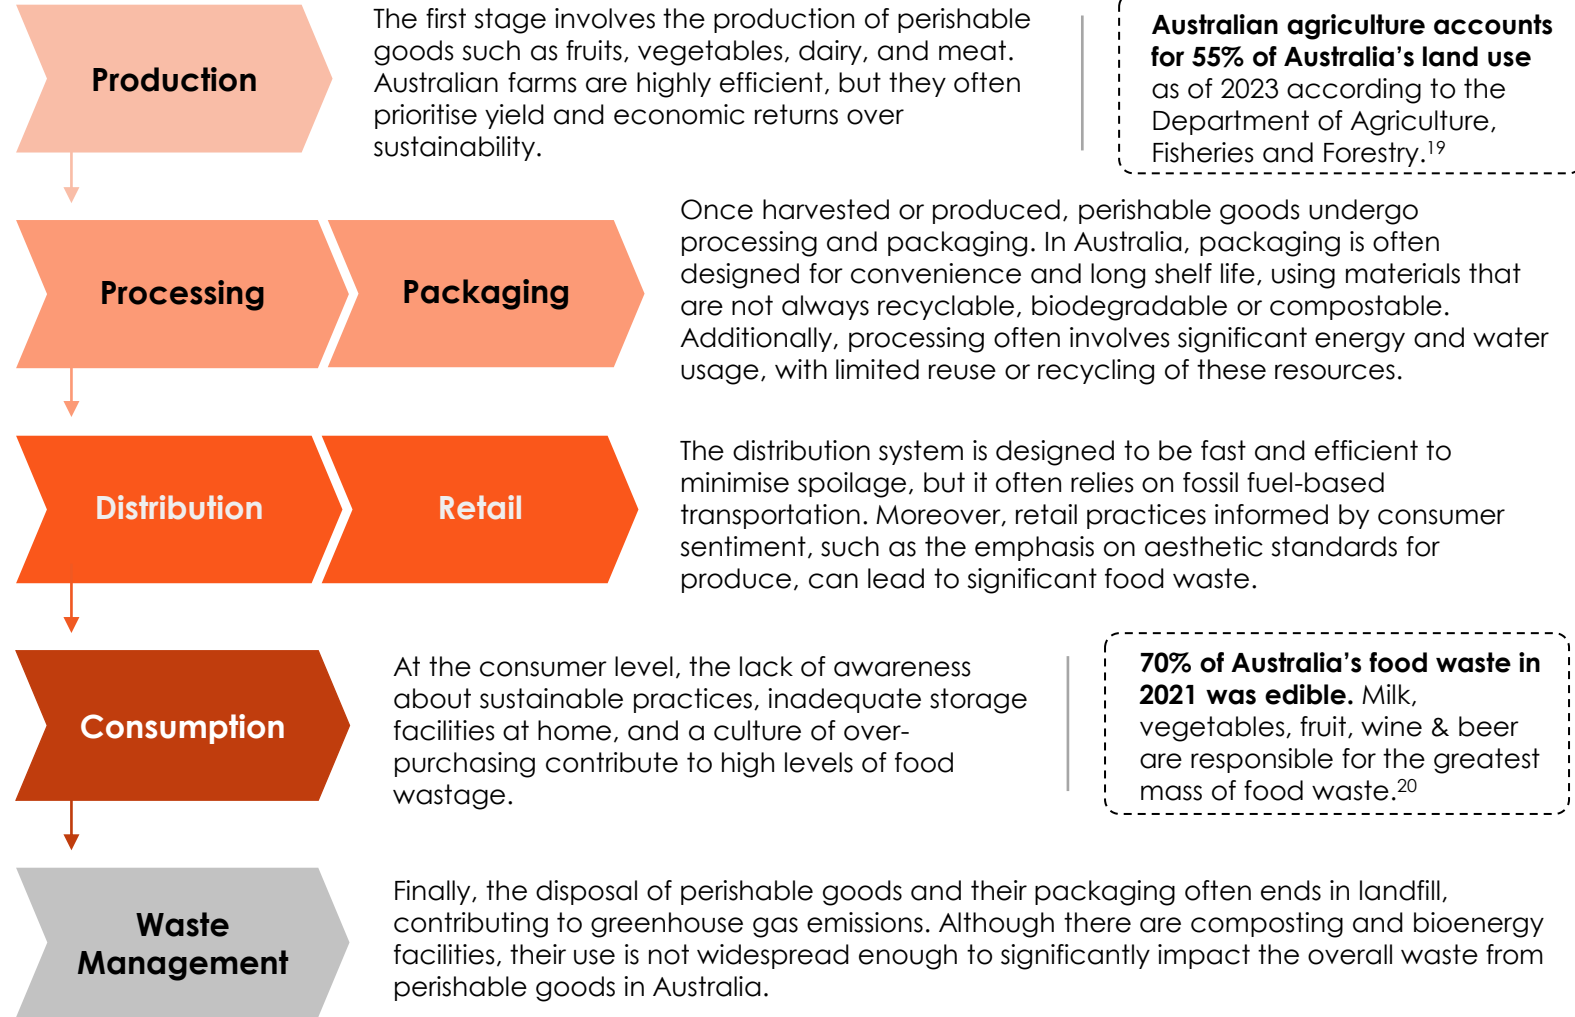 Production
The first stage involves the production of perishable
goods such as fruits, vegetables, dairy, and meat.
Australian farms are highly efficient, but they often
prioritise yield and economic returns over
sustainability.
Australian agriculture accounts
for 55% of Australia’s land use
as of 2023 according to the
Department of Agriculture,
Fisheries and Forestry.19
Processing
Packaging
Once harvested or produced, perishable goods undergo
processing and packaging. In Australia, packaging is often
designed for convenience and long shelf life, using materials that
are not always recyclable, biodegradable or compostable.
Additionally, processing often involves significant energy and water
usage, with limited reuse or recycling of these resources.
Distribution
Retail
The distribution system is designed to be fast and efficient to
minimise spoilage, but it often relies on fossil fuel-based
transportation. Moreover, retail practices informed by consumer
sentiment, such as the emphasis on aesthetic standards for
produce, can lead to significant food waste.
Consumption
At the consumer level, the lack of awareness
about sustainable practices, inadequate storage
facilities at home, and a culture of over-
purchasing contribute to high levels of food
wastage.
70% of Australia’s food waste in
2021 was edible. Milk,
vegetables, fruit, wine & beer
are responsible for the greatest
mass of food waste.20
Waste
Management
Finally, the disposal of perishable goods and their packaging often ends in landfill,
contributing to greenhouse gas emissions. Although there are composting and bioenergy
facilities, their use is not widespread enough to significantly impact the overall waste from
perishable goods in Australia.